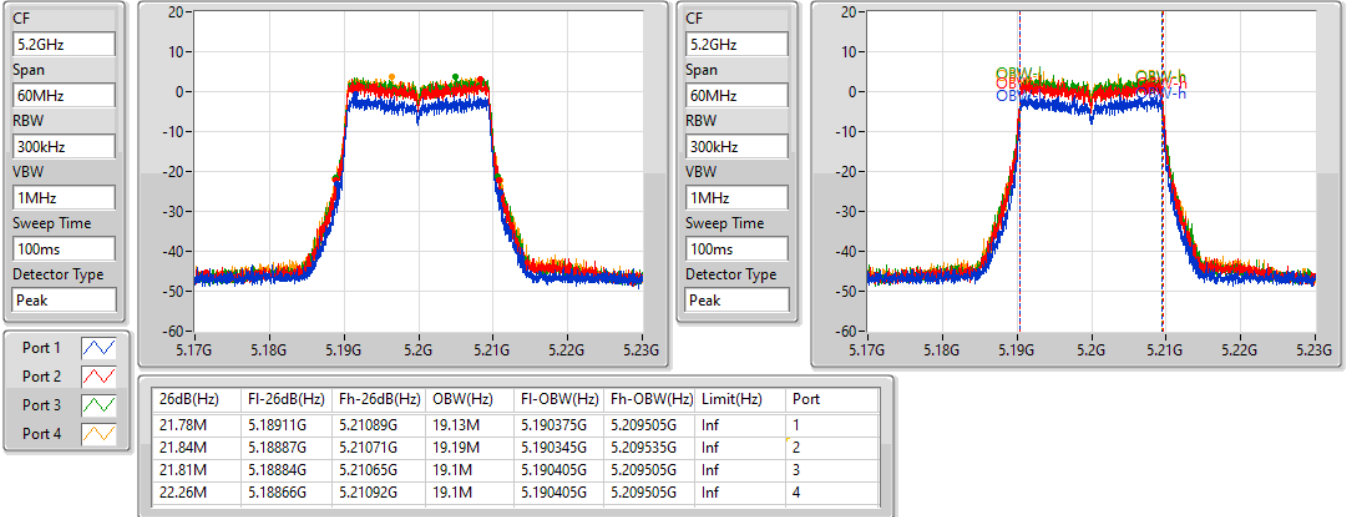 CF
5.2GHz
Span
60MHz
RBW
300kHz
VBW
1MHz
Sweep Time
100ms
Detector Type
Peak
Port 1
Port 2
Port 3
Port 4
20
10
0
-10
-20
-30
-40
-50
-60
5.17G 5.18G 5.19G 5.2G 5.21G 5.22G 5.23G
CF
5.2GHz
Span
60MHz
RBW
300kHz
VBW
1MHz
Sweep Time
100ms
Detector Type
Peak
20
10
0
-10
-20
-30
-40
-50
-60
OBW-h
5.17G 5.18G 5.19G 5.2G 5.21G 5.22G 5.23G
26dB(Hz) Fl-26dB(Hz) Fh-26dB(Hz) OBW(Hz) Fl-OBW(Hz) Fh-OBW(Hz) Limit(Hz) Port
21.78M 5.18911G 5.21089G 19.13M 5.190375G 5.209505G Inf 1
21.84M 5.18887G 5.21071G 19.19M 5.190345G 5.209535G Inf 2
21.81M 5.18884G 5.21065G 19.1M 5.190405G 5.209505G Inf 3
22.26M 5.18866G 5.21092G 19.1M 5.190405G 5.209505G Inf 4